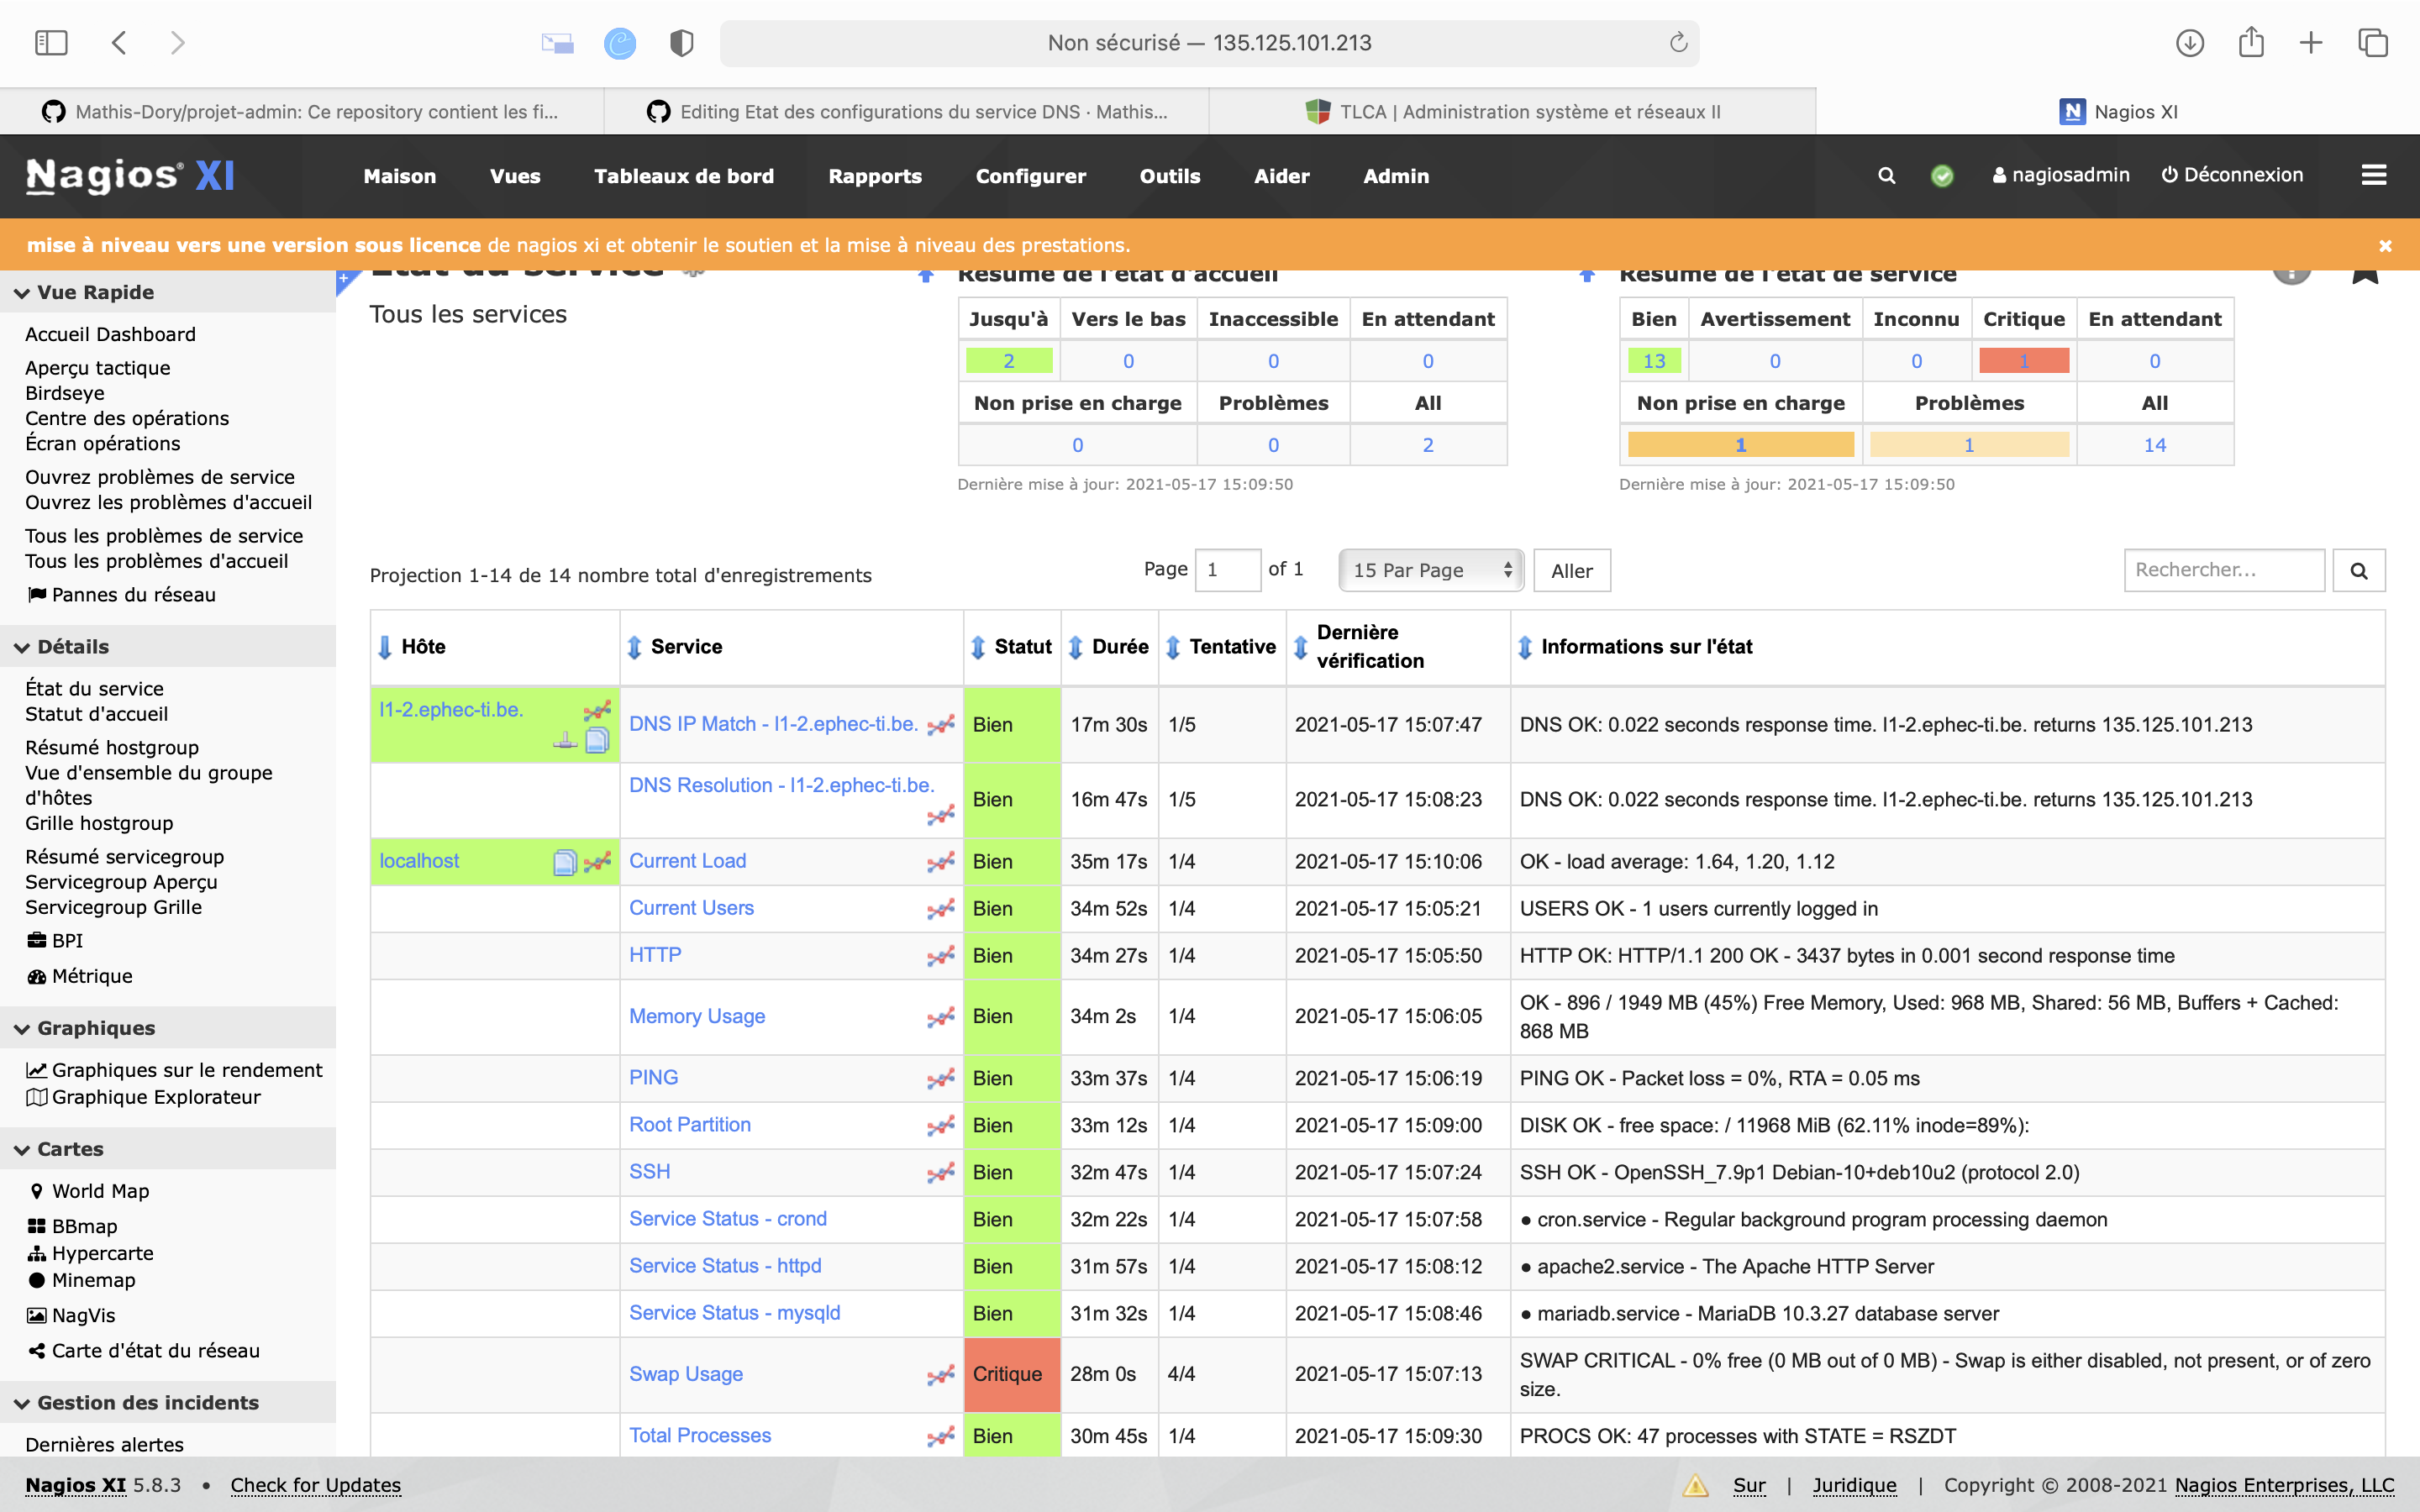 Non sécurisé — 135.125.101.213
Mathis-Dory/projet-admin: Ce repository contient les fi...
Editing Etat des configurations du service DNS · Mathis...
TLCA | Administration système et réseaux II
Nagios XI
Nagios® XI
Maison Vues Tableaux de bord Rapports Configurer Outils Aider Admin
nagiosadmin Déconnexion
mise à niveau vers une version sous licence de nagios xi et obtenir le soutien et la mise à niveau des prestations.
Vue Rapide
Accueil Dashboard
Aperçu tactique
Birdseye
Centre des opérations
Écran opérations
Ouvrez problèmes de service
Ouvrez les problèmes d'accueil
Tous les problèmes de service
Tous les problèmes d'accueil
Pannes du réseau
Détails
État du service
Statut d'accueil
Résumé hostgroup
Vue d'ensemble du groupe
d'hôtes
Grille hostgroup
Résumé servicegroup
Servicegroup Aperçu
Servicegroup Grille
BPI
Métrique
Graphiques
Graphiques sur le rendement
Graphique Explorateur
Cartes
World Map
BBmap
Hypercarte
Minemap
NagVis
Carte d'état du réseau
Gestion des incidents
Dernières alertes
État du service
Tous les services
Résumé de l'état d'accueil
Jusqu'à Vers le bas Inaccessible En attendant
2 0 0 0
Non prise en charge Problèmes All
0 0 2
Dernière mise à jour: 2021-05-17 15:09:50
Résumé de l'état de service
Bien Avertissement Inconnu Critique En attendant
13 0 0 1 0
Non prise en charge Problèmes All
1 1 14
Dernière mise à jour: 2021-05-17 15:09:50
Projection 1-14 de 14 nombre total d'enregistrements
Page 1 of 1 15 Par Page Aller
Rechercher...
Hôte Service Statut Durée Tentative Dernière vérification Informations sur l'état
l1-2.ephec-ti.be. DNS IP Match - l1-2.ephec-ti.be. Bien 17m 30s 1/5 2021-05-17 15:07:47 DNS OK: 0.022 seconds response time. l1-2.ephec-ti.be. returns 135.125.101.213
DNS Resolution - l1-2.ephec-ti.be. Bien 16m 47s 1/5 2021-05-17 15:08:23 DNS OK: 0.022 seconds response time. l1-2.ephec-ti.be. returns 135.125.101.213
localhost Current Load Bien 35m 17s 1/4 2021-05-17 15:10:06 OK - load average: 1.64, 1.20, 1.12
Current Users Bien 34m 52s 1/4 2021-05-17 15:05:21 USERS OK - 1 users currently logged in
HTTP Bien 34m 27s 1/4 2021-05-17 15:05:50 HTTP OK: HTTP/1.1 200 OK - 3437 bytes in 0.001 second response time
Memory Usage Bien 34m 2s 1/4 2021-05-17 15:06:05 OK - 896 / 1949 MB (45%) Free Memory, Used: 968 MB, Shared: 56 MB, Buffers + Cached:
868 MB
PING Bien 33m 37s 1/4 2021-05-17 15:06:19 PING OK - Packet loss = 0%, RTA = 0.05 ms
Root Partition Bien 33m 12s 1/4 2021-05-17 15:09:00 DISK OK - free space: / 11968 MiB (62.11% inode=89%):
SSH Bien 32m 47s 1/4 2021-05-17 15:07:24 SSH OK - OpenSSH_7.9p1 Debian-10+deb10u2 (protocol 2.0)
Service Status - crond Bien 32m 22s 1/4 2021-05-17 15:07:58 ● cron.service - Regular background program processing daemon
Service Status - httpd Bien 31m 57s 1/4 2021-05-17 15:08:12 ● apache2.service - The Apache HTTP Server
Service Status - mysqld Bien 31m 32s 1/4 2021-05-17 15:08:46 ● mariadb.service - MariaDB 10.3.27 database server
Swap Usage Critique 28m 0s 4/4 2021-05-17 15:07:13 SWAP CRITICAL - 0% free (0 MB out of 0 MB) - Swap is either disabled, not present, or of zero
size.
Total Processes Bien 30m 45s 1/4 2021-05-17 15:09:30 PROCS OK: 47 processes with STATE = RSZDT
Nagios XI 5.8.3 • Check for Updates
Sur | Juridique | Copyright © 2008-2021 Nagios Enterprises, LLC